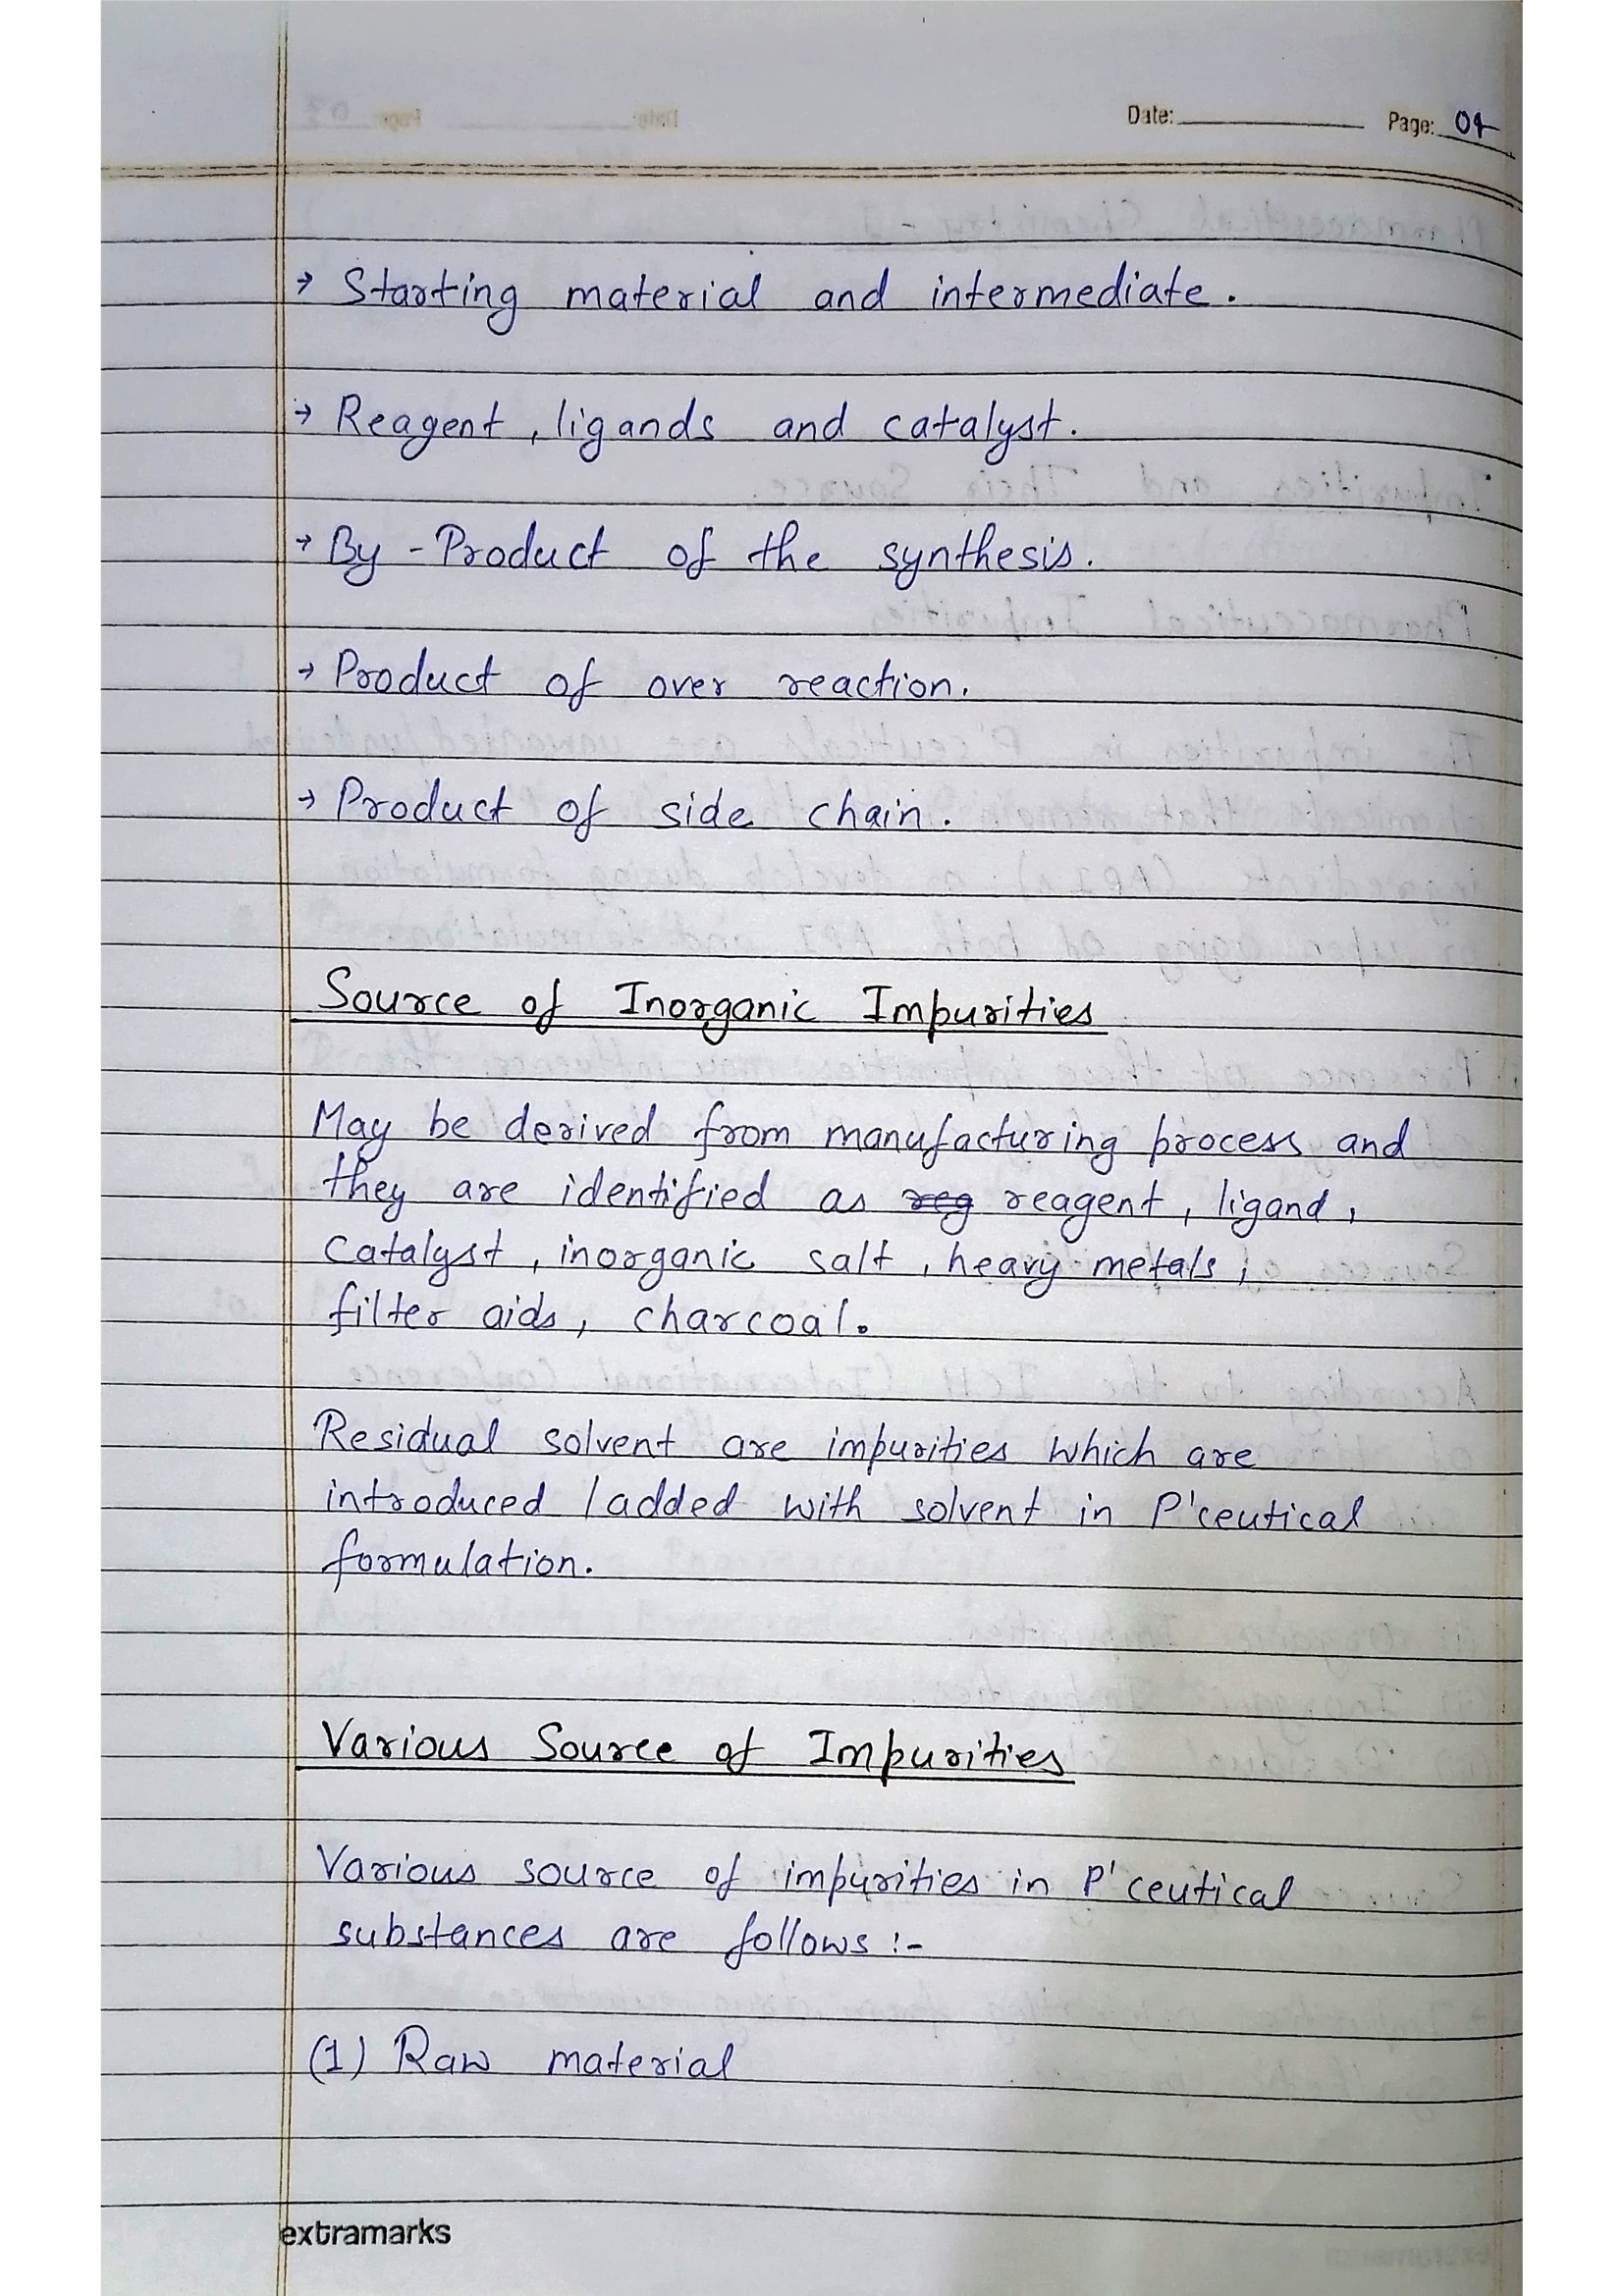 Date: Page: 04
→ Starting material and intermediate.
→ Reagent, ligands and catalyst.
→ By-Product of the synthesis.
→ Product of over reaction.
→ Product of side chain.
Source of Inorganic Impurities
May be derived from manufacturing process and
they are identified as reg reagent, ligand,
catalyst, inorganic salt, heavy metals,
filter aids, charcoal.
Residual solvent are impurities which are
introduced / added with solvent in P'ceutical
formulation.
Various Source of Impurities
Various source of impurities in P'ceutical
substances are follows :-
(1) Raw material
extramarks